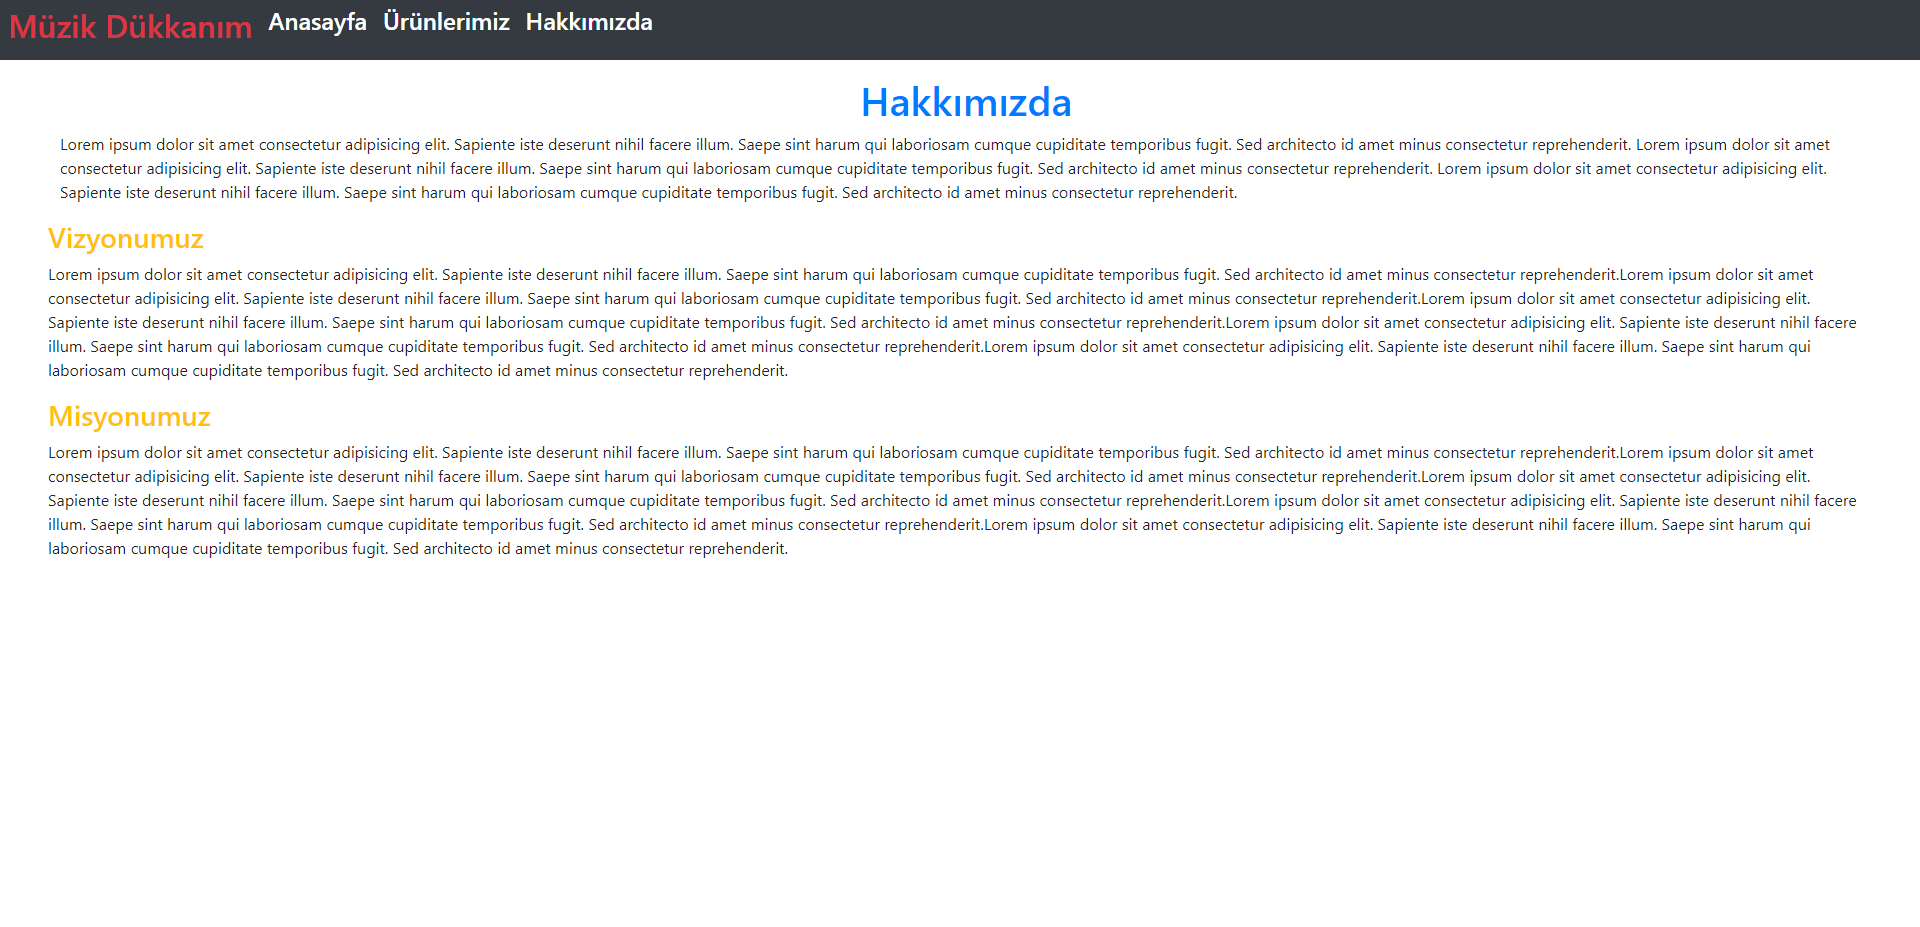 Müzik Dükkanım Anasayfa Ürünlerimiz Hakkımızda
Hakkımızda
Lorem ipsum dolor sit amet consectetur adipisicing elit. Sapiente iste deserunt nihil facere illum. Saepe sint harum qui laboriosam cumque cupiditate temporibus fugit. Sed architecto id amet minus consectetur reprehenderit. Lorem ipsum dolor sit amet
consectetur adipisicing elit. Sapiente iste deserunt nihil facere illum. Saepe sint harum qui laboriosam cumque cupiditate temporibus fugit. Sed architecto id amet minus consectetur reprehenderit. Lorem ipsum dolor sit amet consectetur adipisicing elit.
Sapiente iste deserunt nihil facere illum. Saepe sint harum qui laboriosam cumque cupiditate temporibus fugit. Sed architecto id amet minus consectetur reprehenderit.
Vizyonumuz
Lorem ipsum dolor sit amet consectetur adipisicing elit. Sapiente iste deserunt nihil facere illum. Saepe sint harum qui laboriosam cumque cupiditate temporibus fugit. Sed architecto id amet minus consectetur reprehenderit.Lorem ipsum dolor sit amet
consectetur adipisicing elit. Sapiente iste deserunt nihil facere illum. Saepe sint harum qui laboriosam cumque cupiditate temporibus fugit. Sed architecto id amet minus consectetur reprehenderit.Lorem ipsum dolor sit amet consectetur adipisicing elit.
Sapiente iste deserunt nihil facere illum. Saepe sint harum qui laboriosam cumque cupiditate temporibus fugit. Sed architecto id amet minus consectetur reprehenderit.Lorem ipsum dolor sit amet consectetur adipisicing elit. Sapiente iste deserunt nihil facere
illum. Saepe sint harum qui laboriosam cumque cupiditate temporibus fugit. Sed architecto id amet minus consectetur reprehenderit.Lorem ipsum dolor sit amet consectetur adipisicing elit. Sapiente iste deserunt nihil facere illum. Saepe sint harum qui
laboriosam cumque cupiditate temporibus fugit. Sed architecto id amet minus consectetur reprehenderit.
Misyonumuz
Lorem ipsum dolor sit amet consectetur adipisicing elit. Sapiente iste deserunt nihil facere illum. Saepe sint harum qui laboriosam cumque cupiditate temporibus fugit. Sed architecto id amet minus consectetur reprehenderit.Lorem ipsum dolor sit amet
consectetur adipisicing elit. Sapiente iste deserunt nihil facere illum. Saepe sint harum qui laboriosam cumque cupiditate temporibus fugit. Sed architecto id amet minus consectetur reprehenderit.Lorem ipsum dolor sit amet consectetur adipisicing elit.
Sapiente iste deserunt nihil facere illum. Saepe sint harum qui laboriosam cumque cupiditate temporibus fugit. Sed architecto id amet minus consectetur reprehenderit.Lorem ipsum dolor sit amet consectetur adipisicing elit. Sapiente iste deserunt nihil facere
illum. Saepe sint harum qui laboriosam cumque cupiditate temporibus fugit. Sed architecto id amet minus consectetur reprehenderit.Lorem ipsum dolor sit amet consectetur adipisicing elit. Sapiente iste deserunt nihil facere illum. Saepe sint harum qui
laboriosam cumque cupiditate temporibus fugit. Sed architecto id amet minus consectetur reprehenderit.